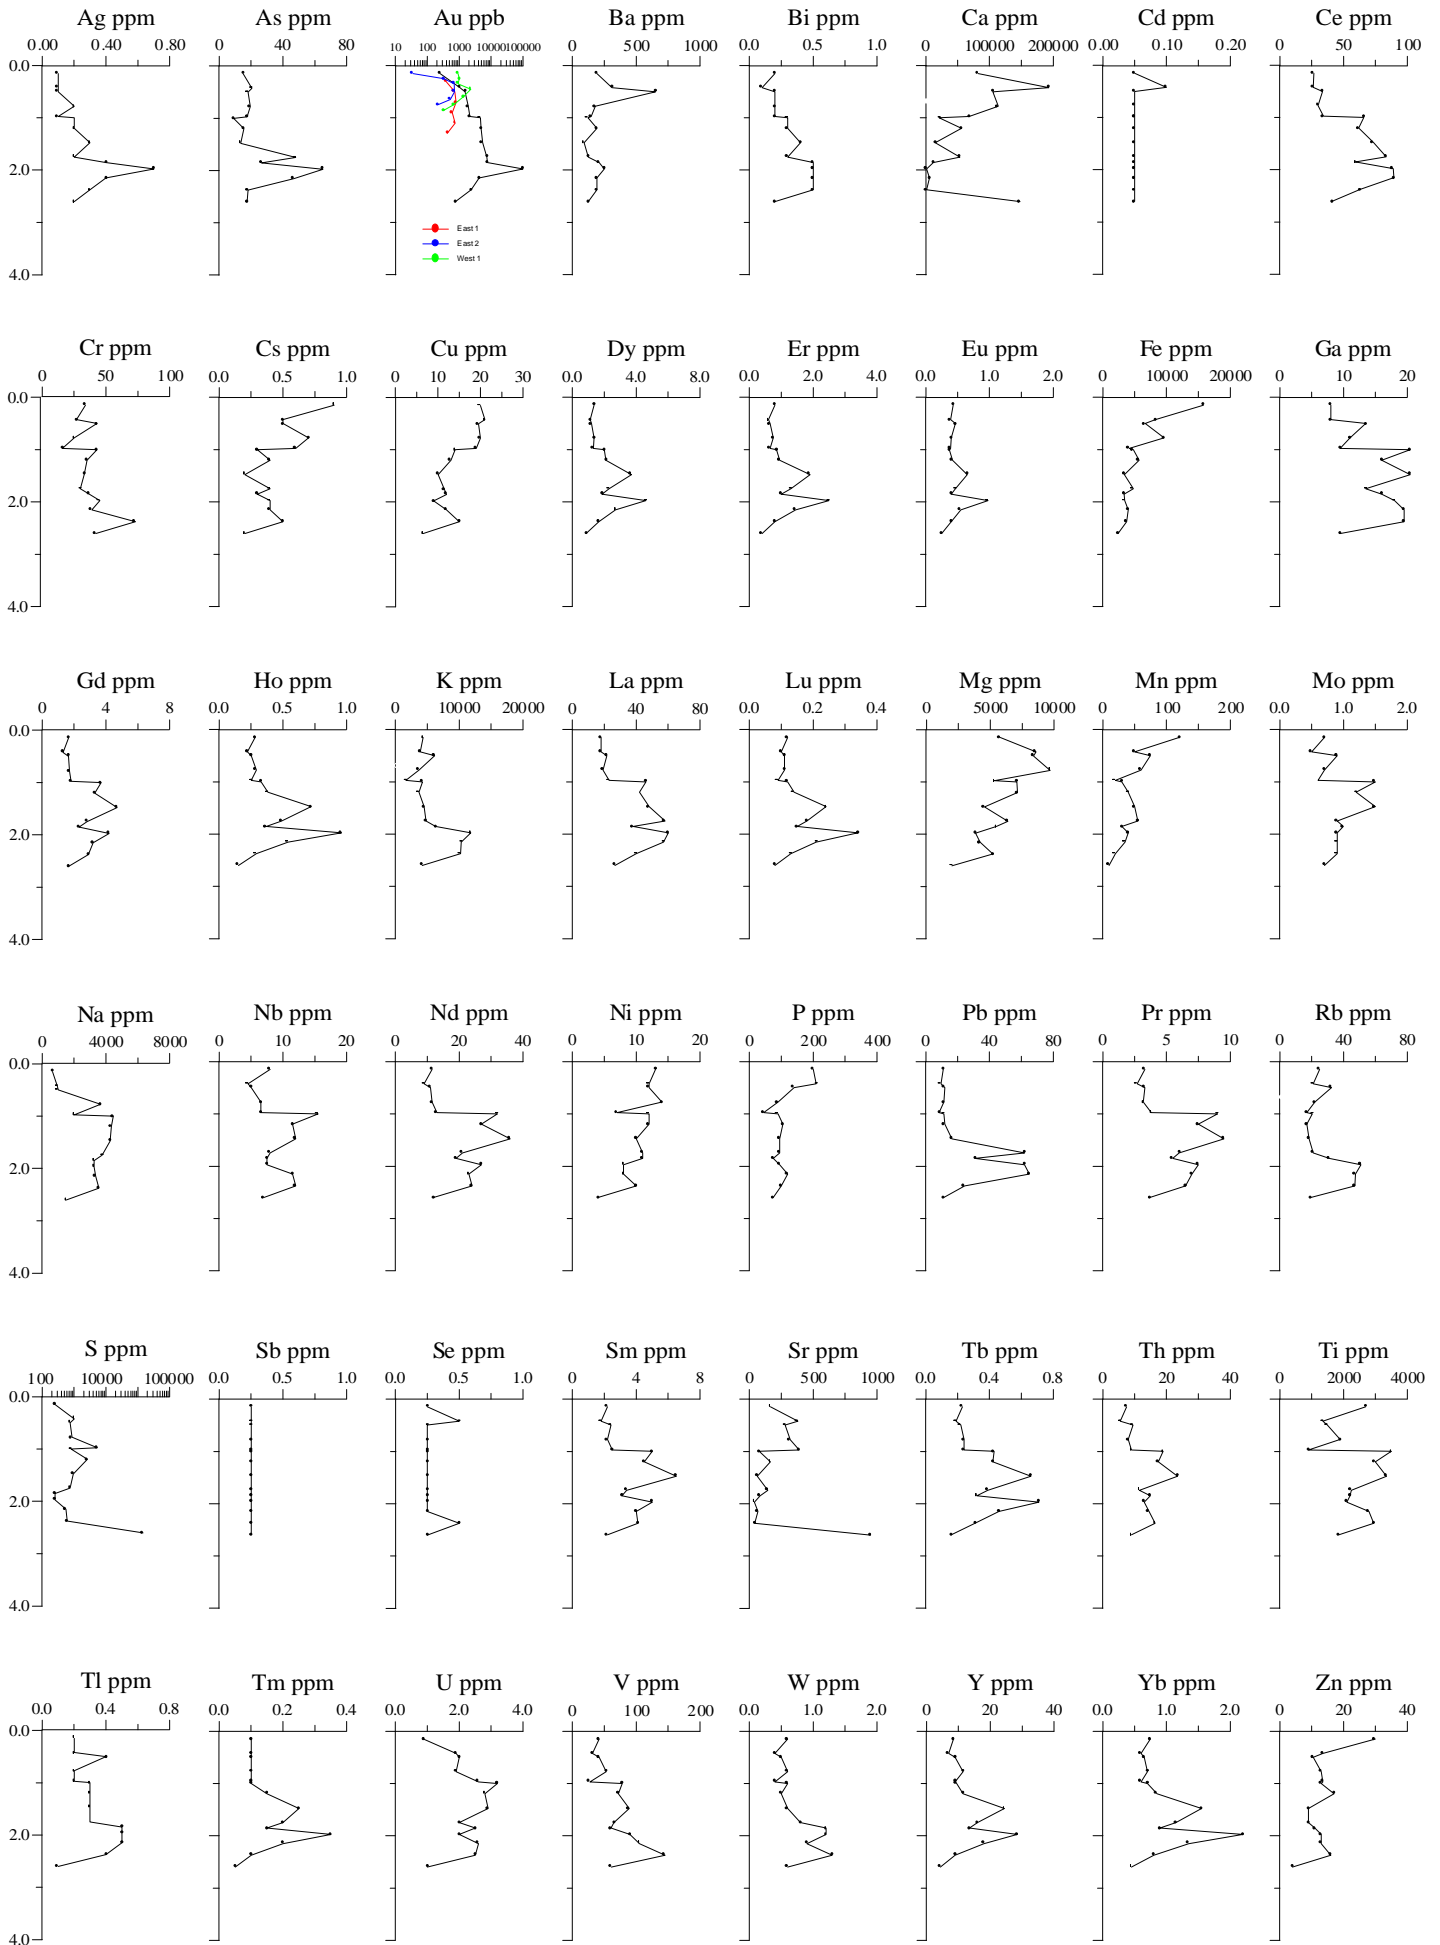 Ag ppm As ppm Au ppb Ba ppm Bi ppm Ca ppm Cd ppm Ce ppm
0.00 0.40 0.80 0 40 80 10 100 1000 10000 100000 0 500 1000 0.0 0.5 1.0 0 100000 200000 0.00 0.10 0.20 0 50 100
0.0
2.0
East 1
East 2
West 1
4.0
Cr ppm Cs ppm Cu ppm Dy ppm Er ppm Eu ppm Fe ppm Ga ppm
0 50 100 0.0 0.5 1.0 0 10 20 30 0.0 4.0 8.0 0.0 2.0 4.0 0.0 1.0 2.0 0 10000 20000 0 10 20
0.0
2.0
4.0
Gd ppm Ho ppm K ppm La ppm Lu ppm Mg ppm Mn ppm Mo ppm
0 4 8 0.0 0.5 1.0 0 10000 20000 0 40 80 0.0 0.2 0.4 0 5000 10000 0 100 200 0.0 1.0 2.0
0.0
2.0
4.0
Na ppm Nb ppm Nd ppm Ni ppm P ppm Pb ppm Pr ppm Rb ppm
0 4000 8000 0 10 20 0 20 40 0 10 20 0 200 400 0 40 80 0 5 10 0 40 80
0.0
2.0
4.0
S ppm Sb ppm Se ppm Sm ppm Sr ppm Tb ppm Th ppm Ti ppm
100 10000 100000 0.0 0.5 1.0 0.0 0.5 1.0 0 4 8 0 500 1000 0.0 0.4 0.8 0 20 40 0 2000 4000
0.0
2.0
4.0
Tl ppm Tm ppm U ppm V ppm W ppm Y ppm Yb ppm Zn ppm
0.0 0.4 0.8 0.0 0.2 0.4 0.0 2.0 4.0 0 100 200 0.0 1.0 2.0 0 20 40 0.0 1.0 2.0 0 20 40
0.0
2.0
4.0